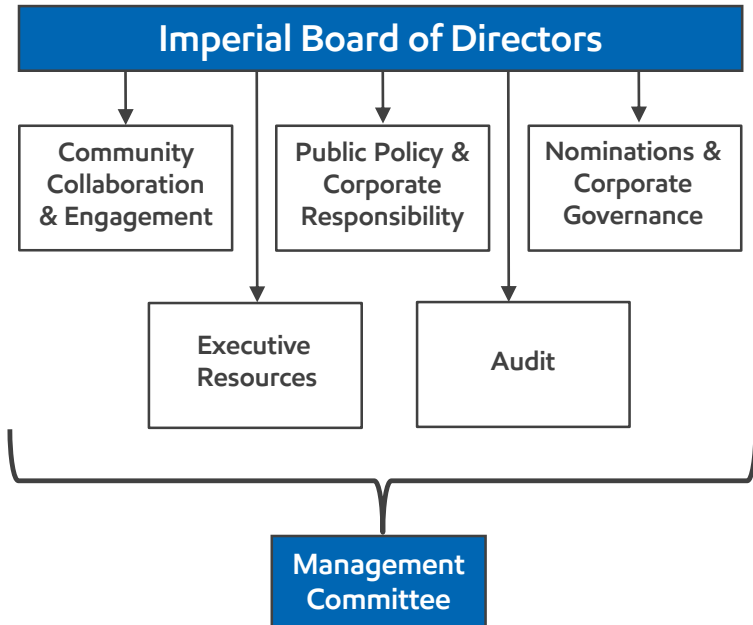 Imperial Board of Directors
Community
Collaboration
& Engagement
Public Policy &
Corporate
Responsibility
Nominations &
Corporate
Governance
Executive
Resources
Audit
Management
Committee